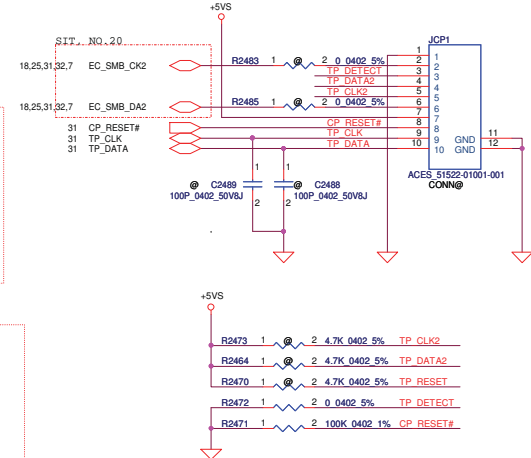 +5VS
SIT, NO.20
JCP1
18,25,31,32,7 EC_SMB_CK2 R2483 1 @ 2 0_0402_5%
TP_DETECT
TP_DATA2
TP_CLK2
18,25,31,32,7 EC_SMB_DA2 R2485 1 @ 2 0_0402_5%
31 CP_RESET# CP_RESET#
31 TP_CLK TP_CLK
31 TP_DATA TP_DATA
1 1
2 2
3 3
4 4
5 5
6 6
7 7
8 8
9 9
10 10
GND 11
GND 12
ACES_51522-01001-001
CONN@
1 1
@ C2489 @ C2488
100P_0402_50V8J 100P_0402_50V8J
2 2
+5VS
R2473 1 @ 2 4.7K_0402_5% TP_CLK2
R2464 1 @ 2 4.7K_0402_5% TP_DATA2
R2470 1 @ 2 4.7K_0402_5% TP_RESET
R2472 1 2 0_0402_5% TP_DETECT
R2471 1 2 100K_0402_1% CP_RESET#